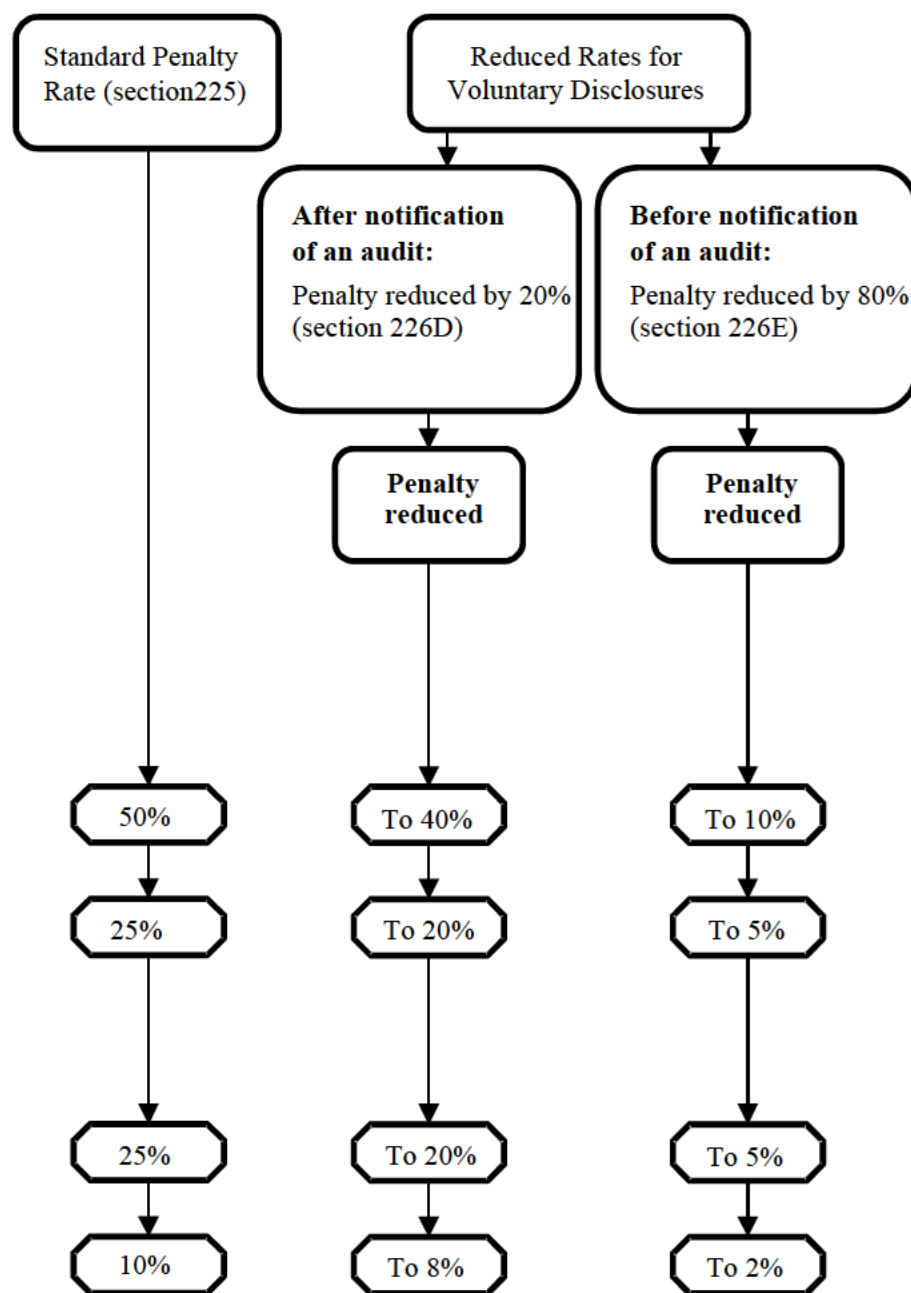 Standard Penalty
Rate (section225)
Reduced Rates for
Voluntary Disclosures
After notification
of an audit:
Penalty reduced by 20%
(section 226D)
Before notification
of an audit:
Penalty reduced by 80%
(section 226E)
Penalty
reduced
Penalty
reduced
50%
To 40%
To 10%
25%
To 20%
To 5%
25%
To 20%
To 5%
10%
To 8%
To 2%